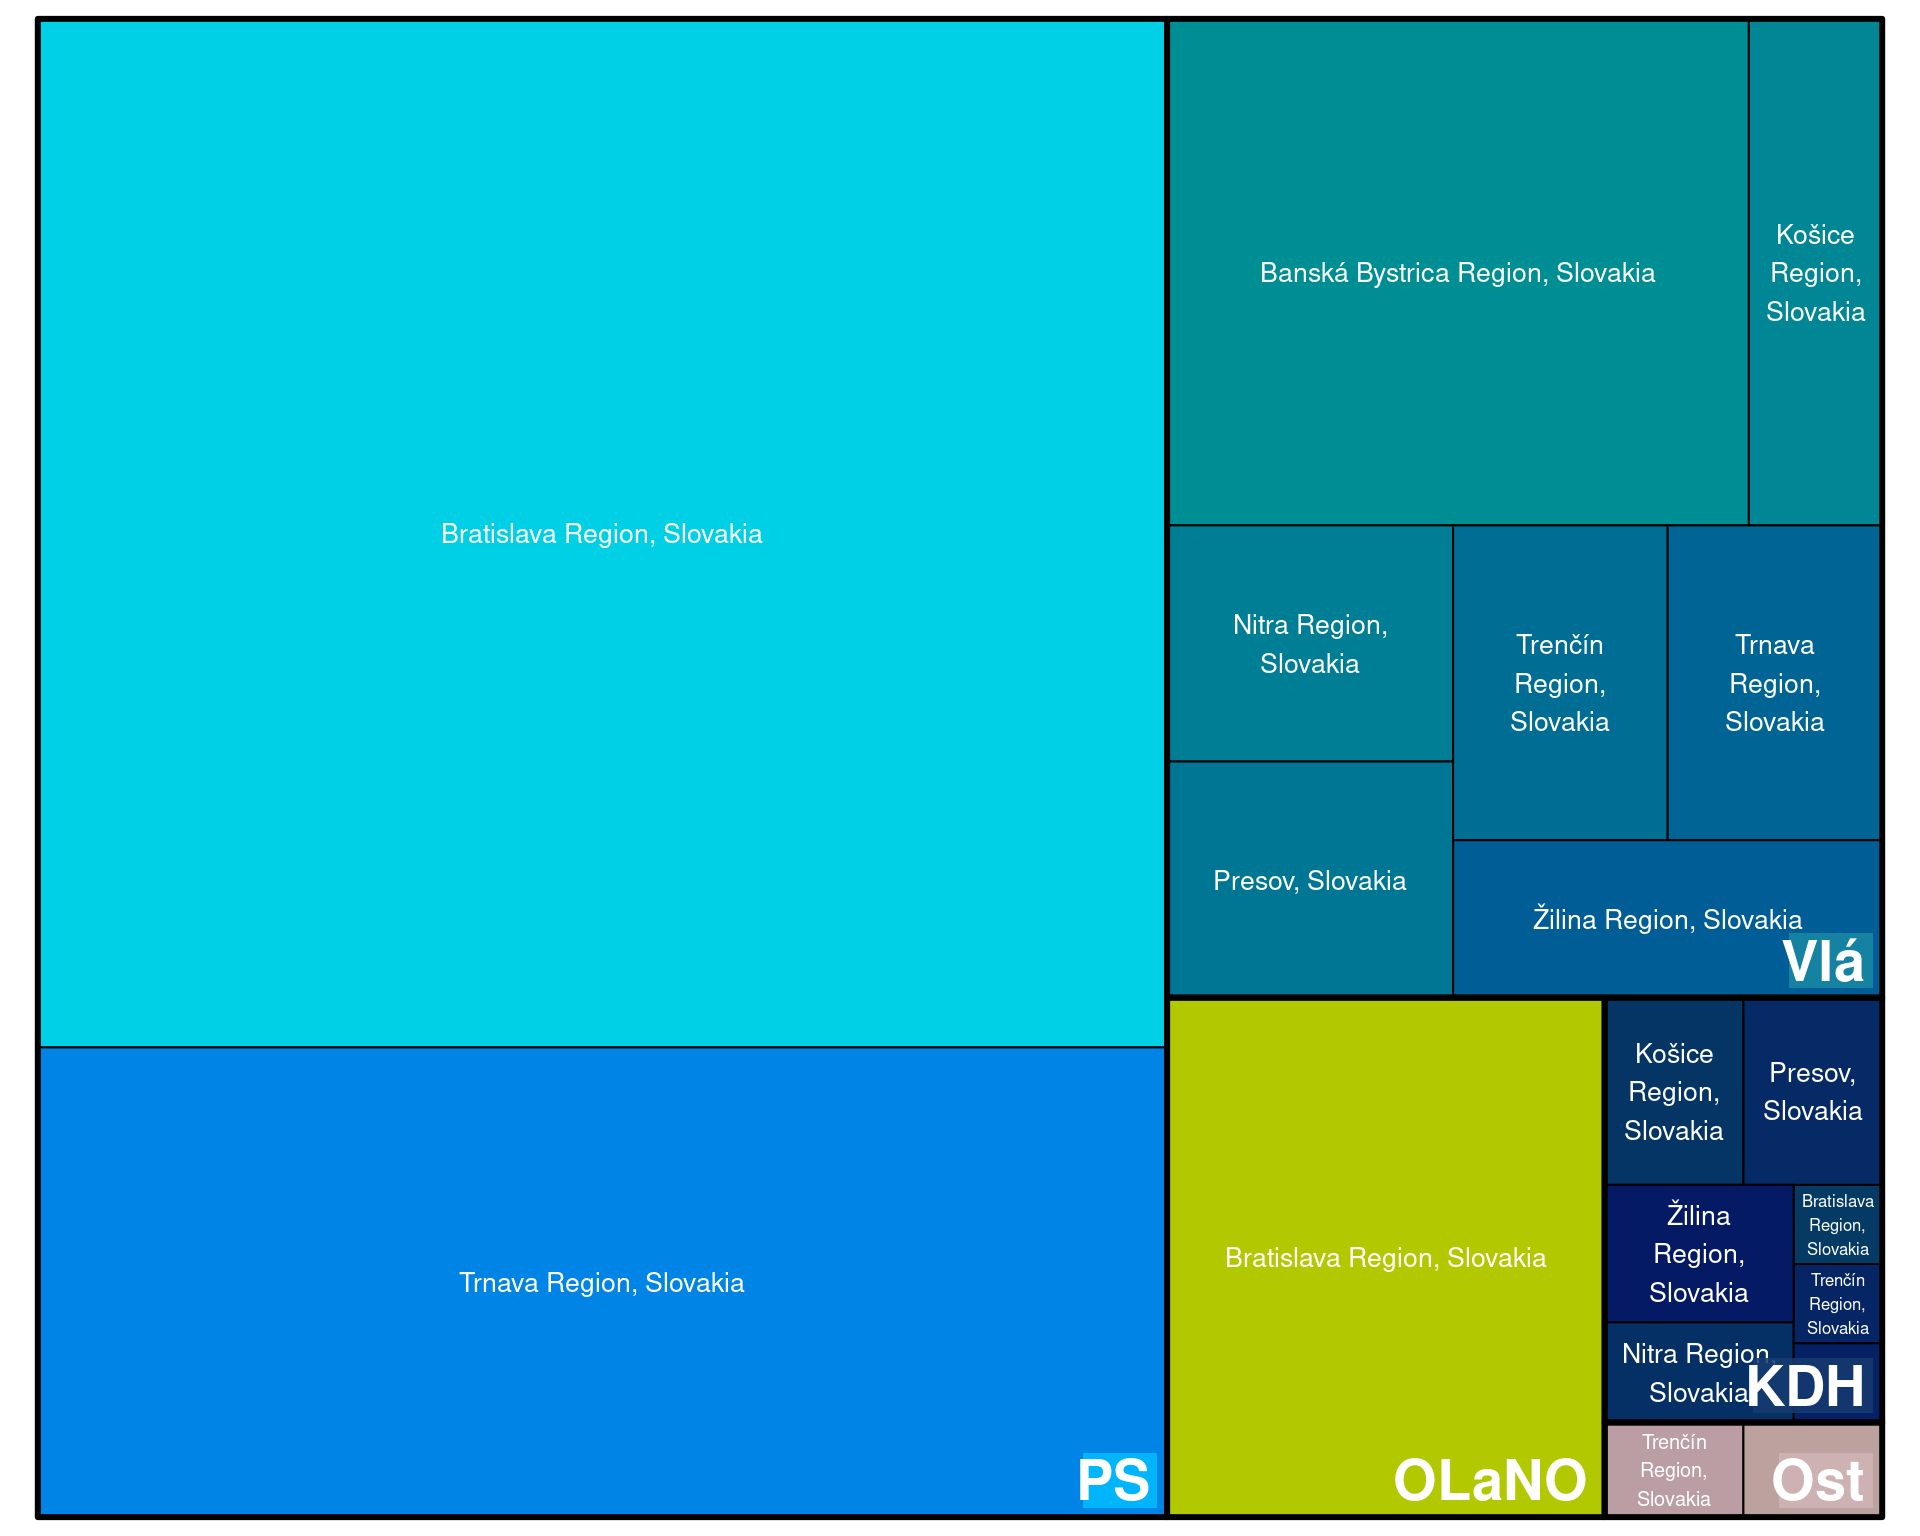 Bratislava Region, Slovakia
Trnava Region, Slovakia
PS
Banská Bystrica Region, Slovakia
Košice
Region,
Slovakia
Nitra Region,
Slovakia
Presov, Slovakia
Trenčín
Region,
Slovakia
Trnava
Region,
Slovakia
Žilina Region, Slovakia
Vlá
Bratislava Region, Slovakia
OLaNO
Košice
Region,
Slovakia
Presov,
Slovakia
Žilina
Region,
Slovakia
Bratislava
Region,
Slovakia
Trenčín
Region,
Slovakia
Nitra Region,
Slovakia
KDH
Trenčín
Region,
Slovakia
Ost